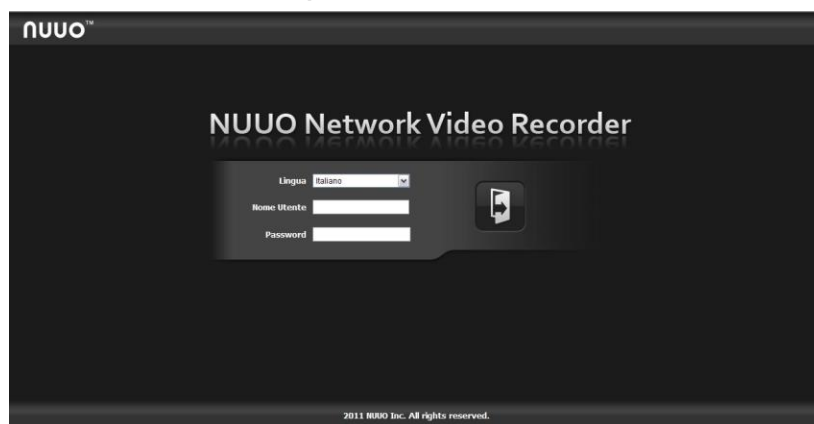 nuuo™
NUUO Network Video Recorder
Lingua Italiano
Nome Utente
Password
2011 NUUO Inc. All rights reserved.